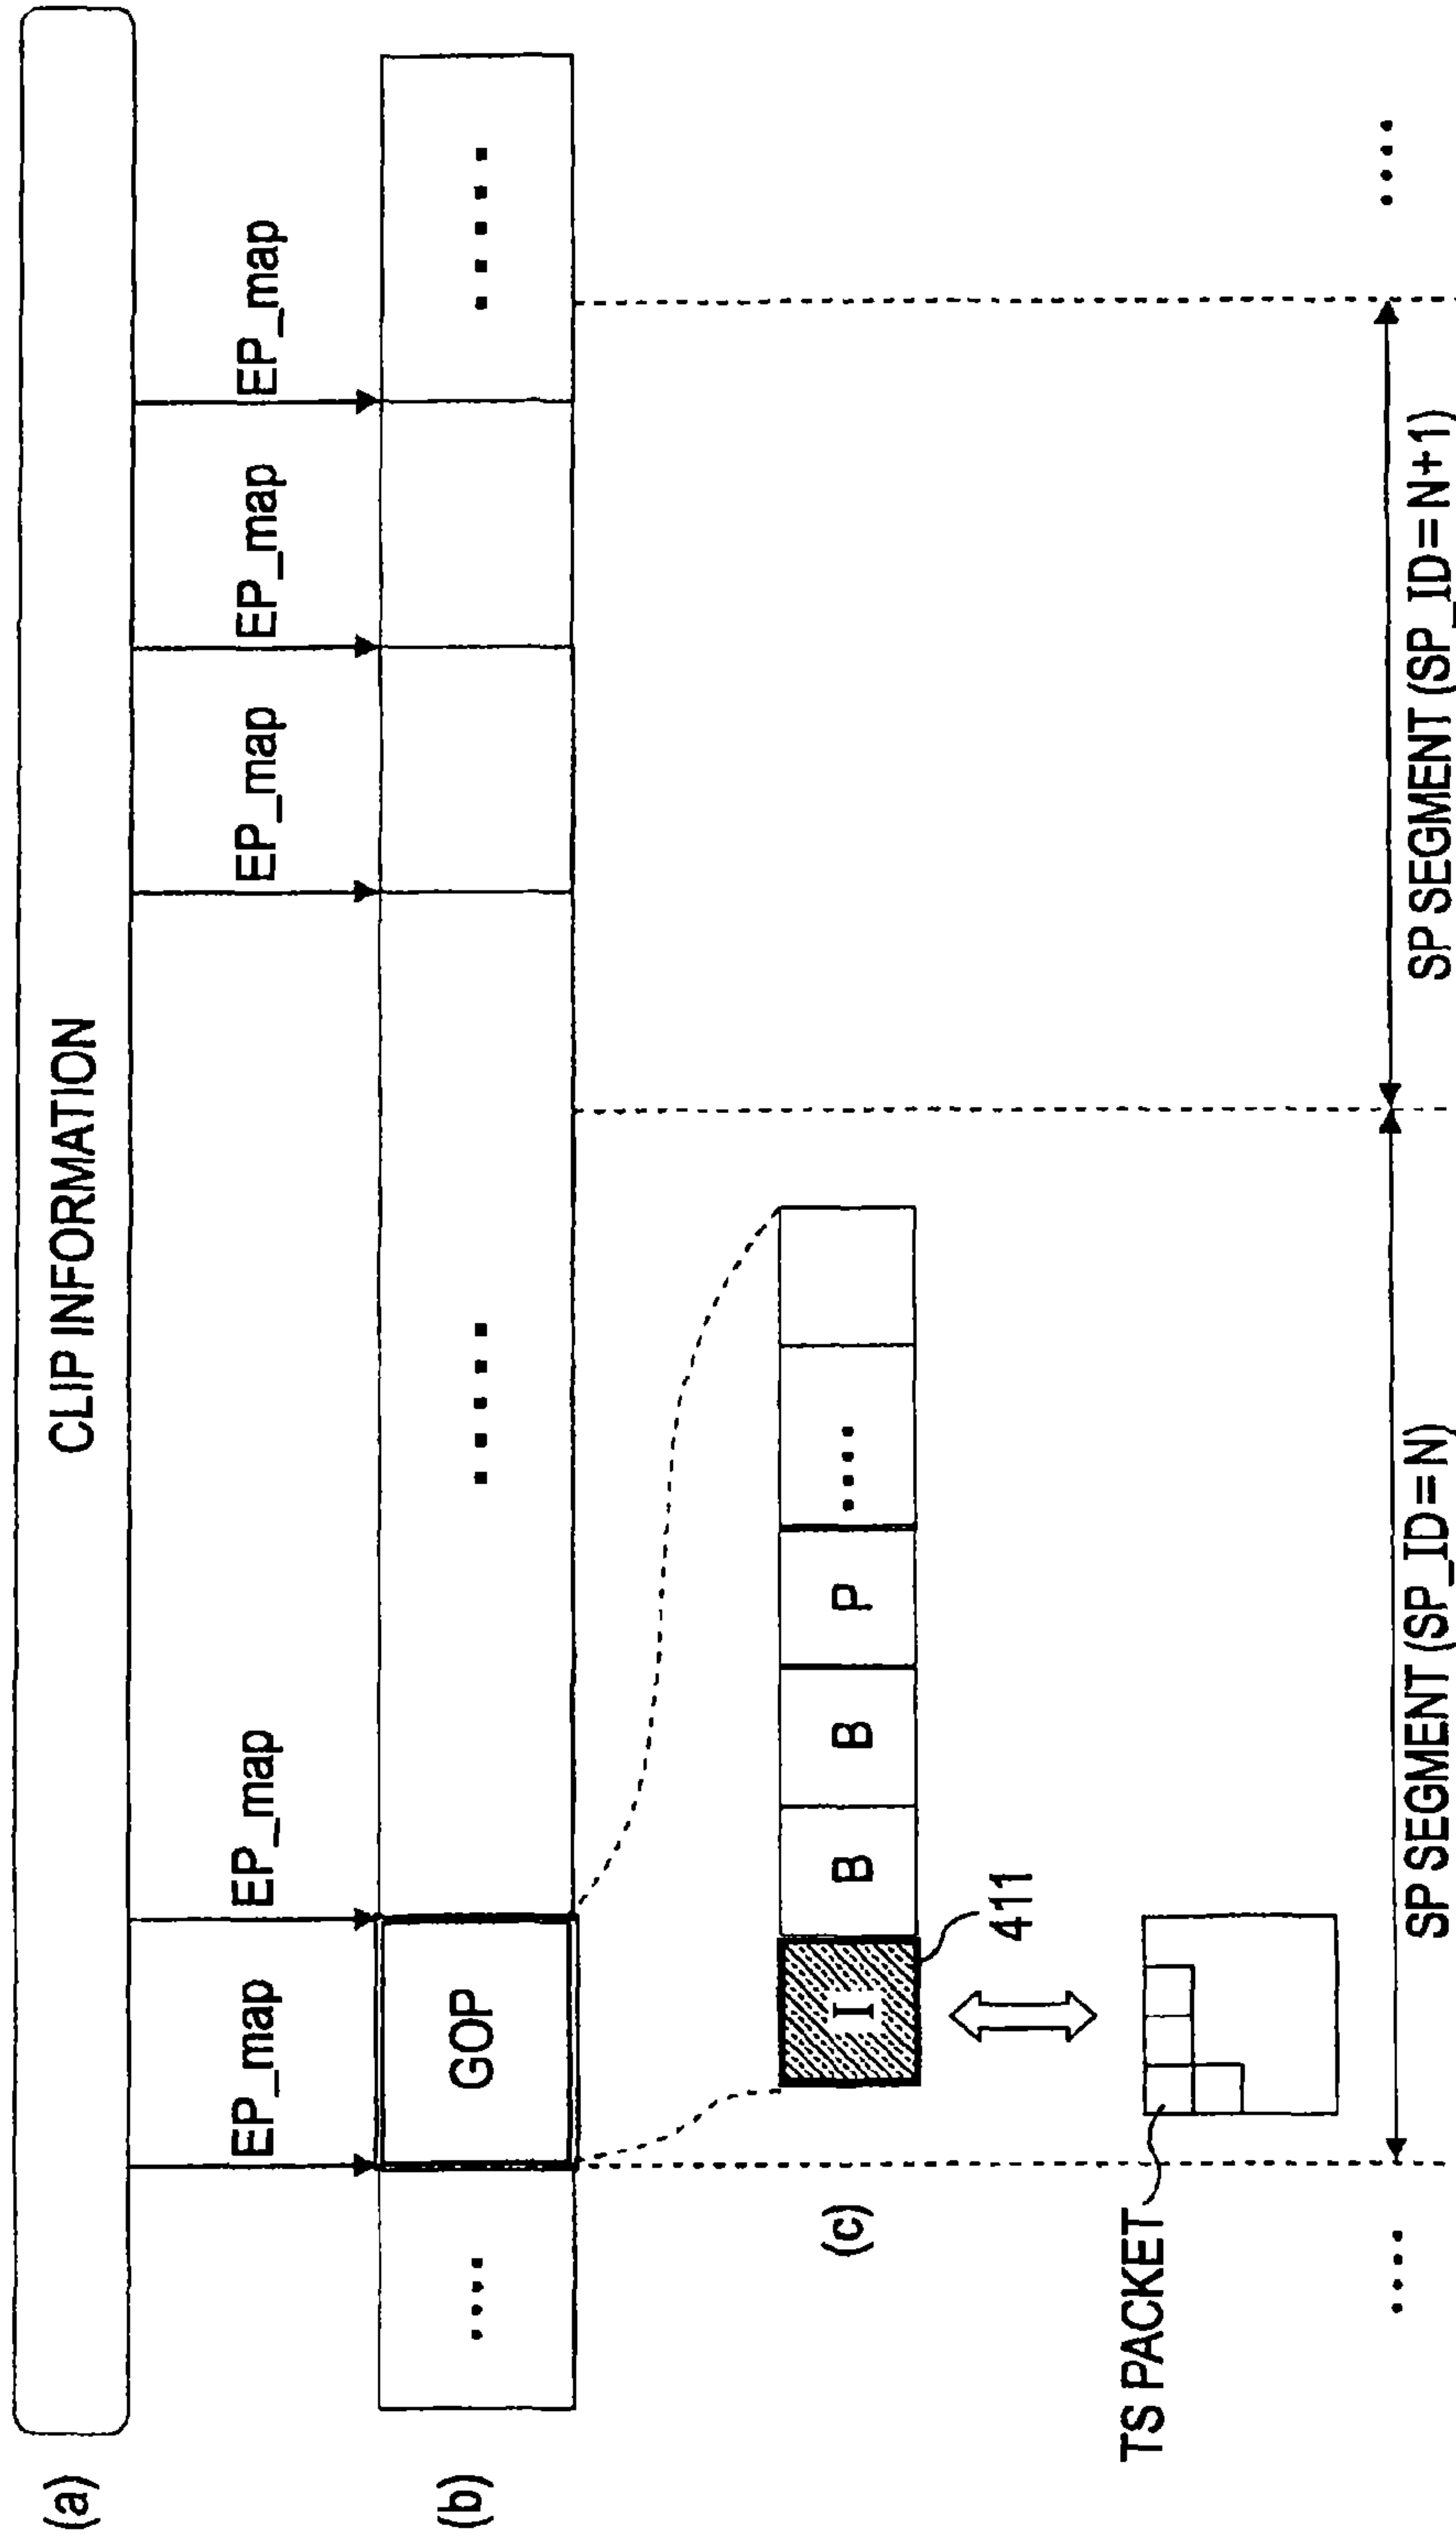 (a)
CLIP INFORMATION
EP_map
EP_map
EP_map
EP_map
EP_map
(b)
....
GOP
.....
.....
(c)
I
B
B
P
....
411
TS PACKET
....
SP SEGMENT (SP_ID=N)
SP SEGMENT (SP_ID=N+1)
....